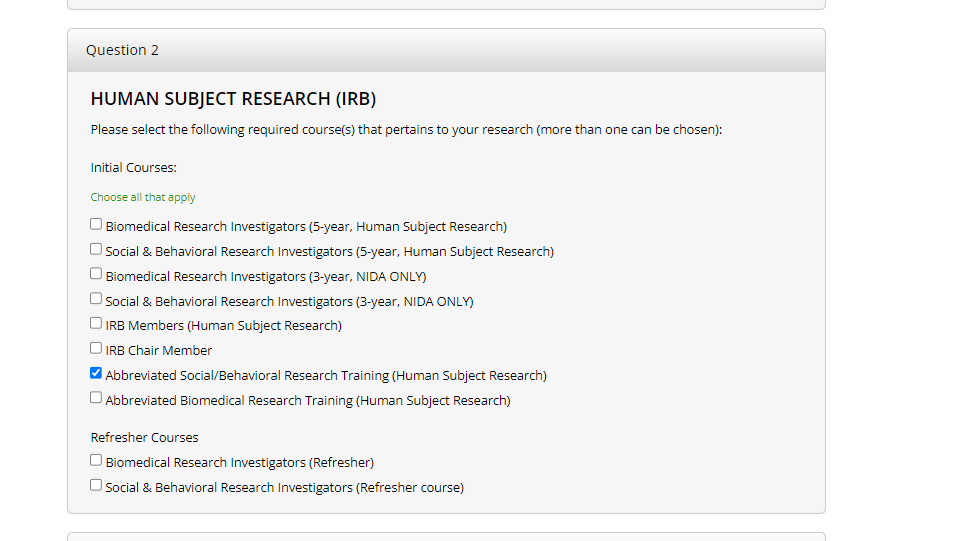 Question 2
HUMAN SUBJECT RESEARCH (IRB)
Please select the following required course(s) that pertains to your research (more than one can be chosen):
Initial Courses:
Choose all that apply
Biomedical Research Investigators (5-year, Human Subject Research)
Social & Behavioral Research Investigators (5-year, Human Subject Research)
Biomedical Research Investigators (3-year, NIDA ONLY)
Social & Behavioral Research Investigators (3-year, NIDA ONLY)
IRB Members (Human Subject Research)
IRB Chair Member
Abbreviated Social/Behavioral Research Training (Human Subject Research)
Abbreviated Biomedical Research Training (Human Subject Research)
Refresher Courses
Biomedical Research Investigators (Refresher)
Social & Behavioral Research Investigators (Refresher course)